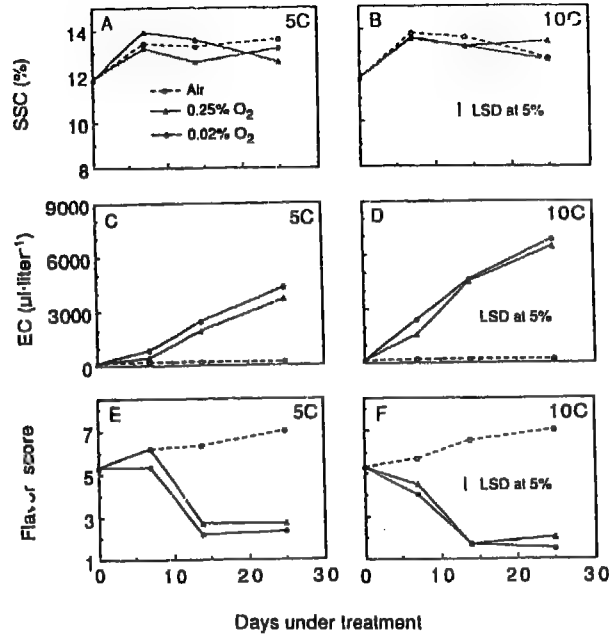 A 5C
B 10C
SSC (%)
14
12
10
8
Air
0.25% O2
0.02% O2
LSD at 5%
C 5C
D 10C
EC (µl·liter⁻¹)
9000
6000
3000
0
LSD at 5%
E 5C
F 10C
Flavor score
7
5
3
1
LSD at 5%
0 10 20 30 0 10 20 30
Days under treatment